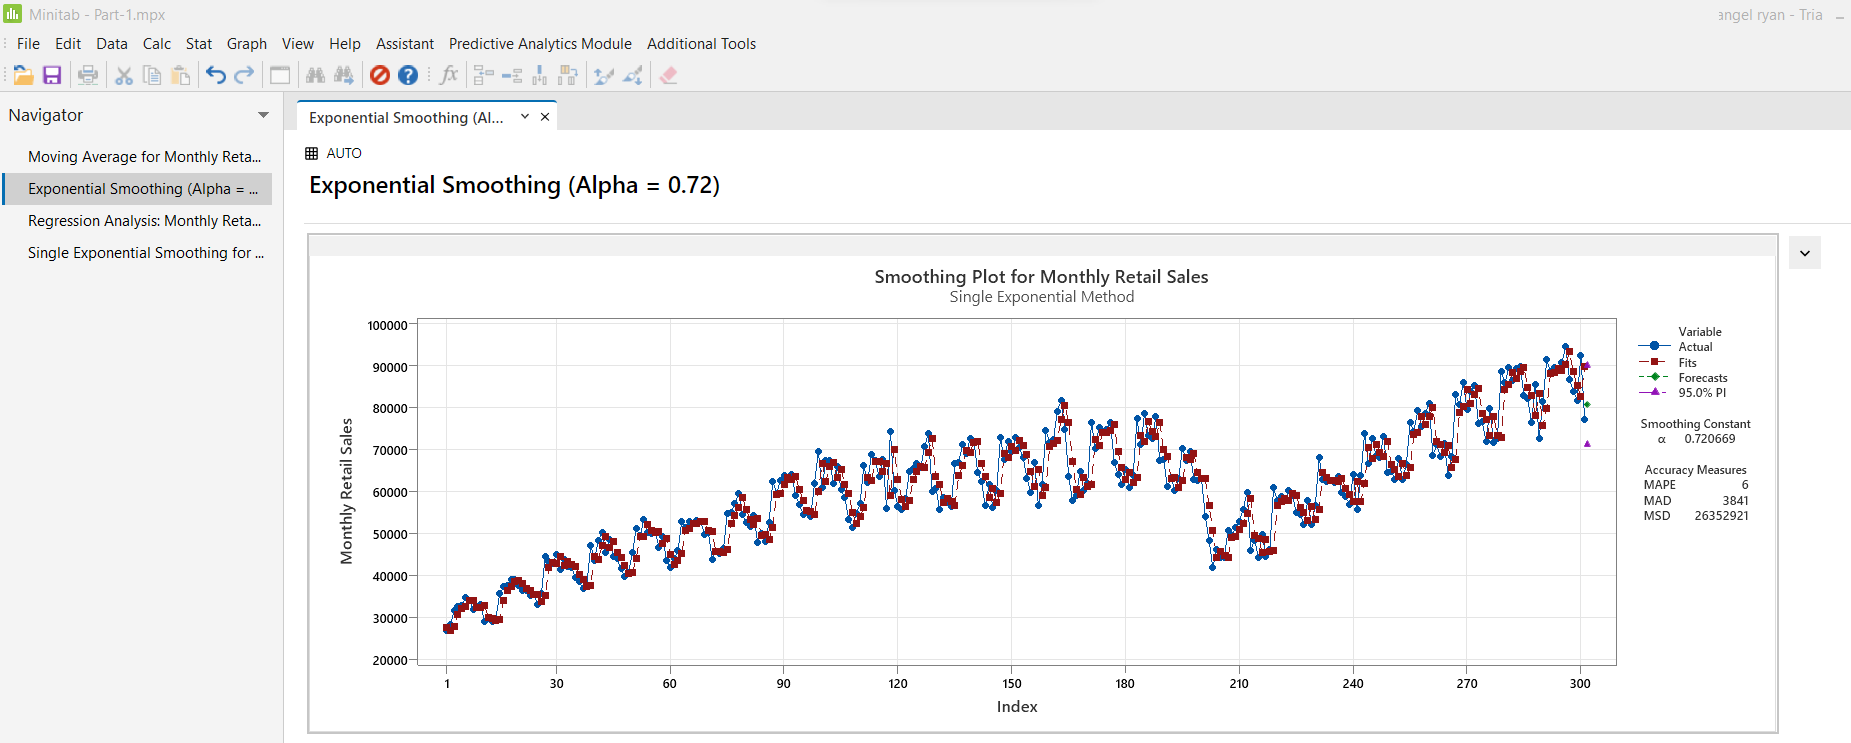 Minitab - Part-1.mpx
angel ryan - Tria
File Edit Data Calc Stat Graph View Help Assistant Predictive Analytics Module Additional Tools
Navigator
Moving Average for Monthly Reta...
Exponential Smoothing (Alpha = ...
Regression Analysis: Monthly Reta...
Single Exponential Smoothing for ...
Exponential Smoothing (Al...
AUTO
Exponential Smoothing (Alpha = 0.72)
Smoothing Plot for Monthly Retail Sales
Single Exponential Method
Monthly Retail Sales
100000
90000
80000
70000
60000
50000
40000
30000
20000
1 30 60 90 120 150 180 210 240 270 300
Index
Variable
Actual
Fits
Forecasts
95.0% PI
Smoothing Constant
α 0.720669
Accuracy Measures
MAPE 6
MAD 3841
MSD 26352921